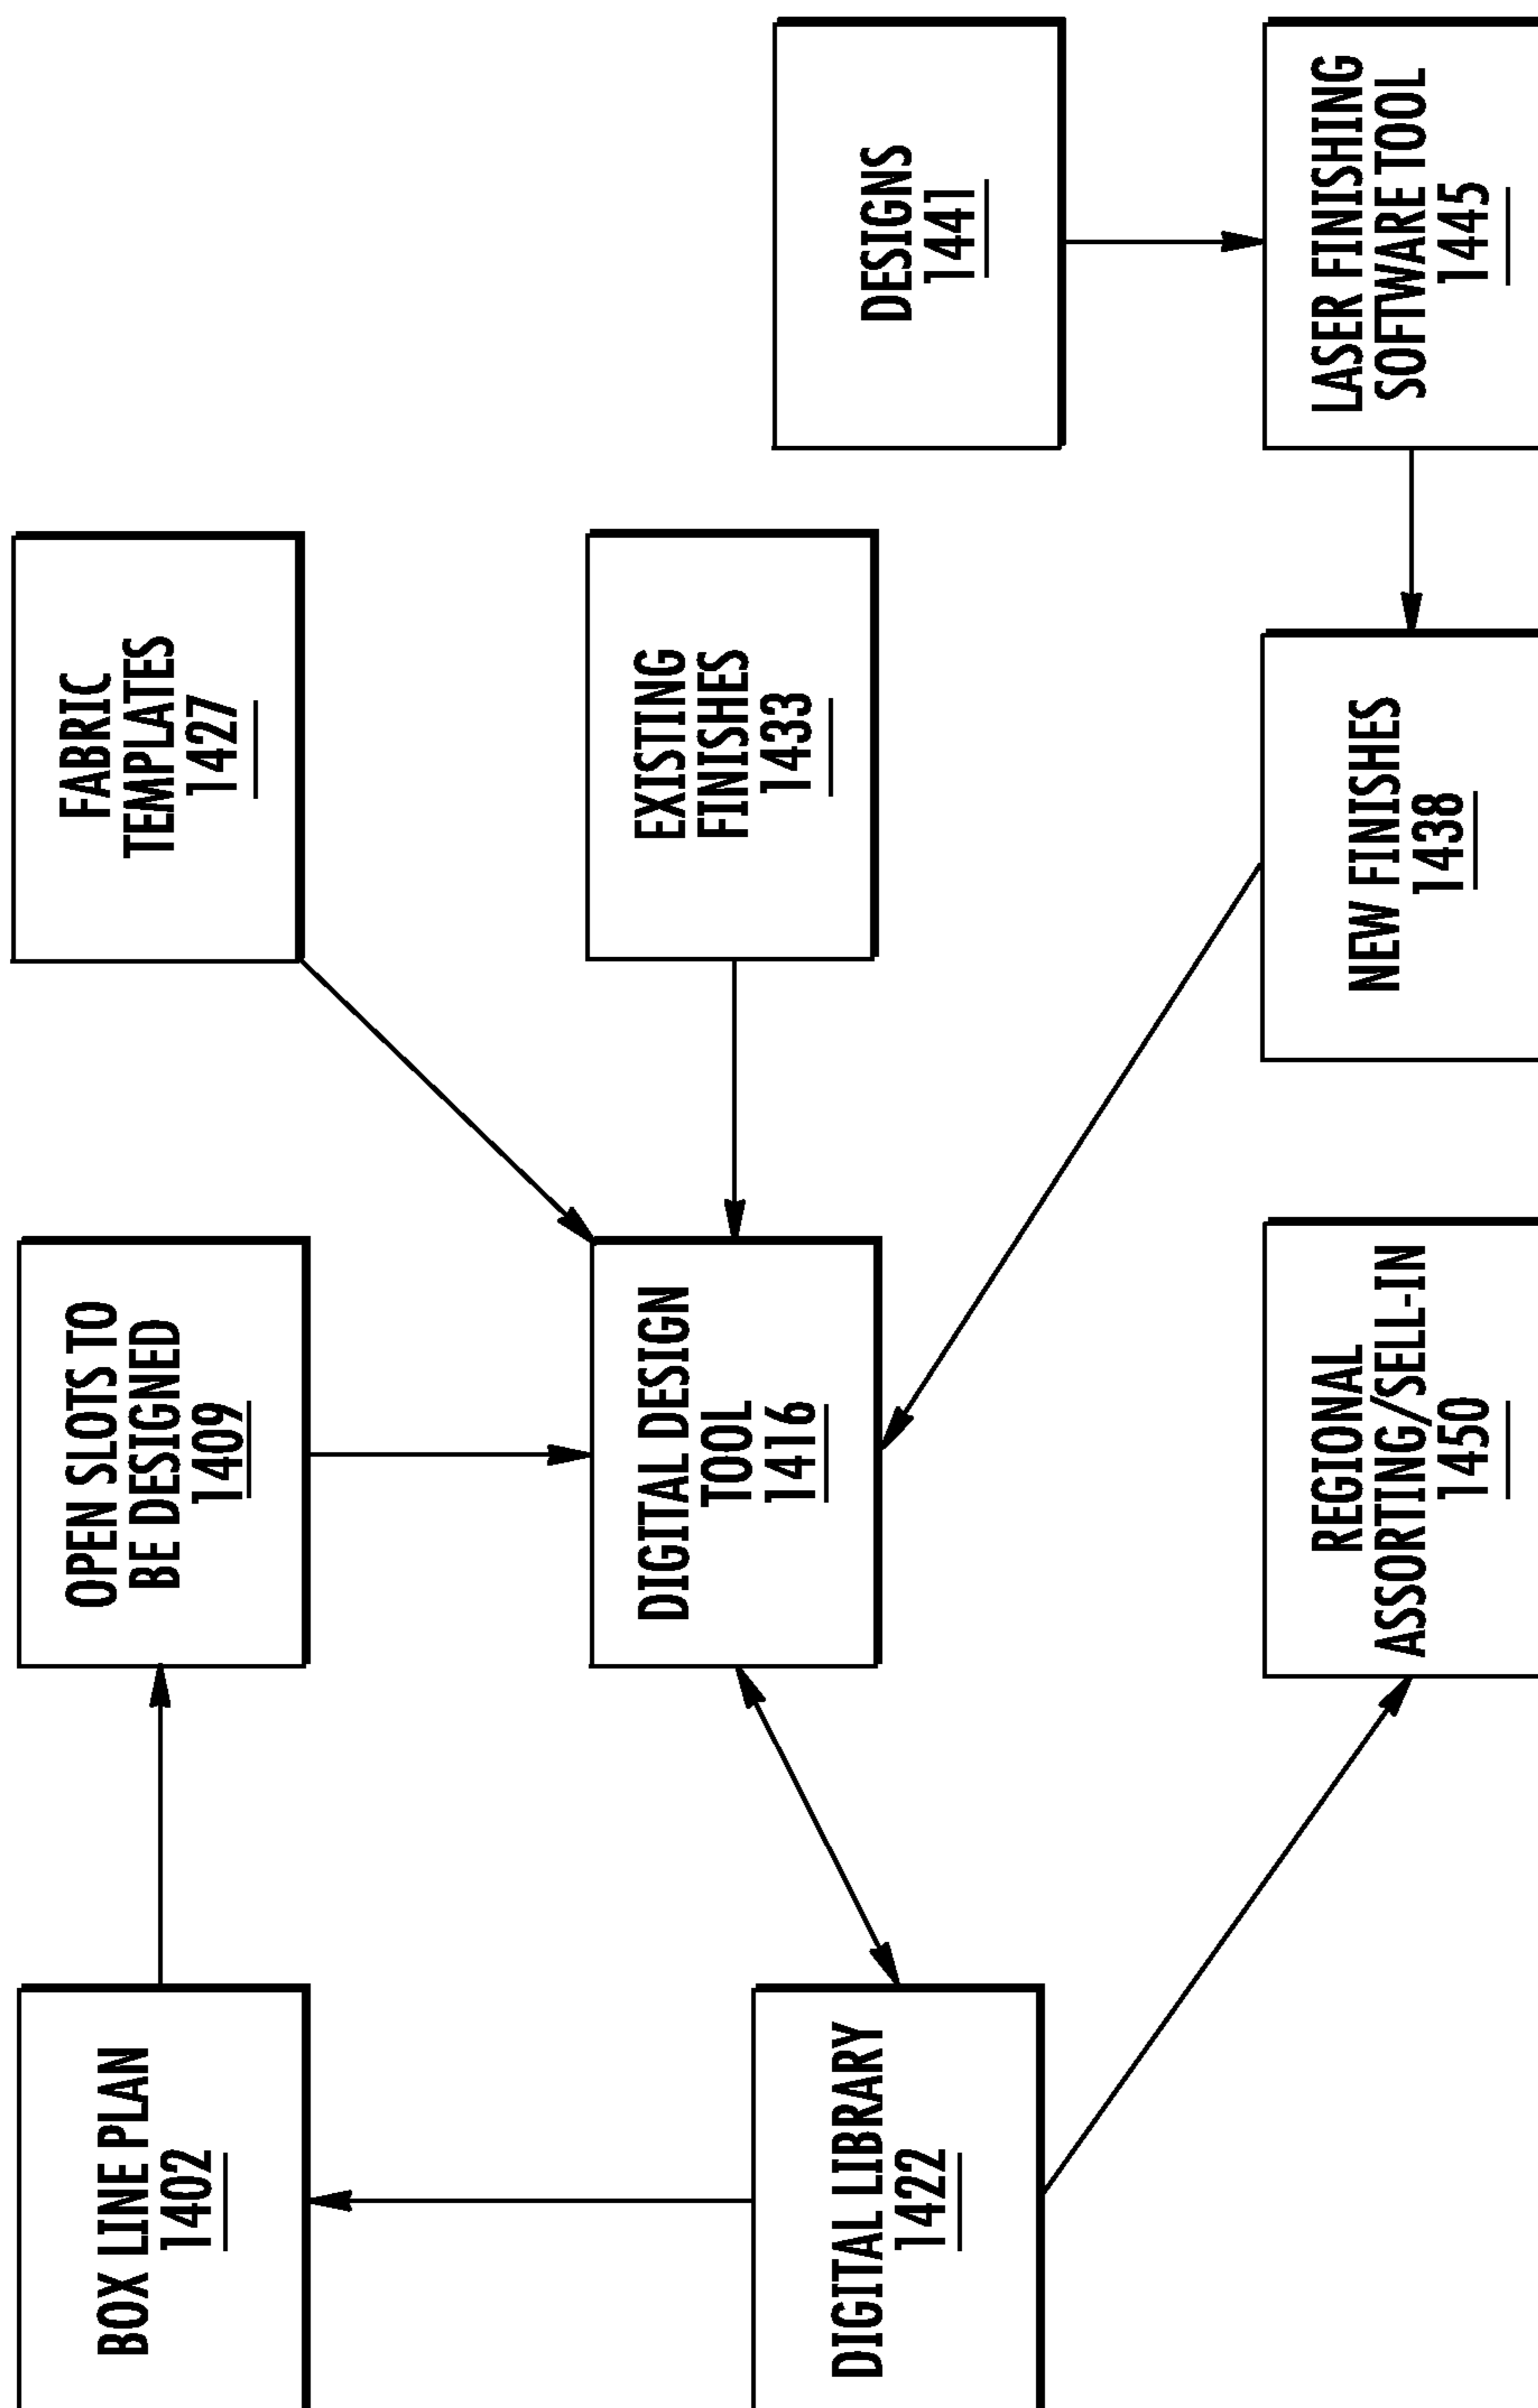 BOX LINE PLAN
1402
OPEN SLOTS TO
BE DESIGNED
1409
FABRIC
TEMPLATES
1427
DIGITAL DESIGN
TOOL
1416
EXISTING
FINISHES
1433
DIGITAL LIBRARY
1422
DESIGNS
1441
REGIONAL
ASSORTING/SELL-IN
1450
NEW FINISHES
1438
LASER FINISHING
SOFTWARE TOOL
1445